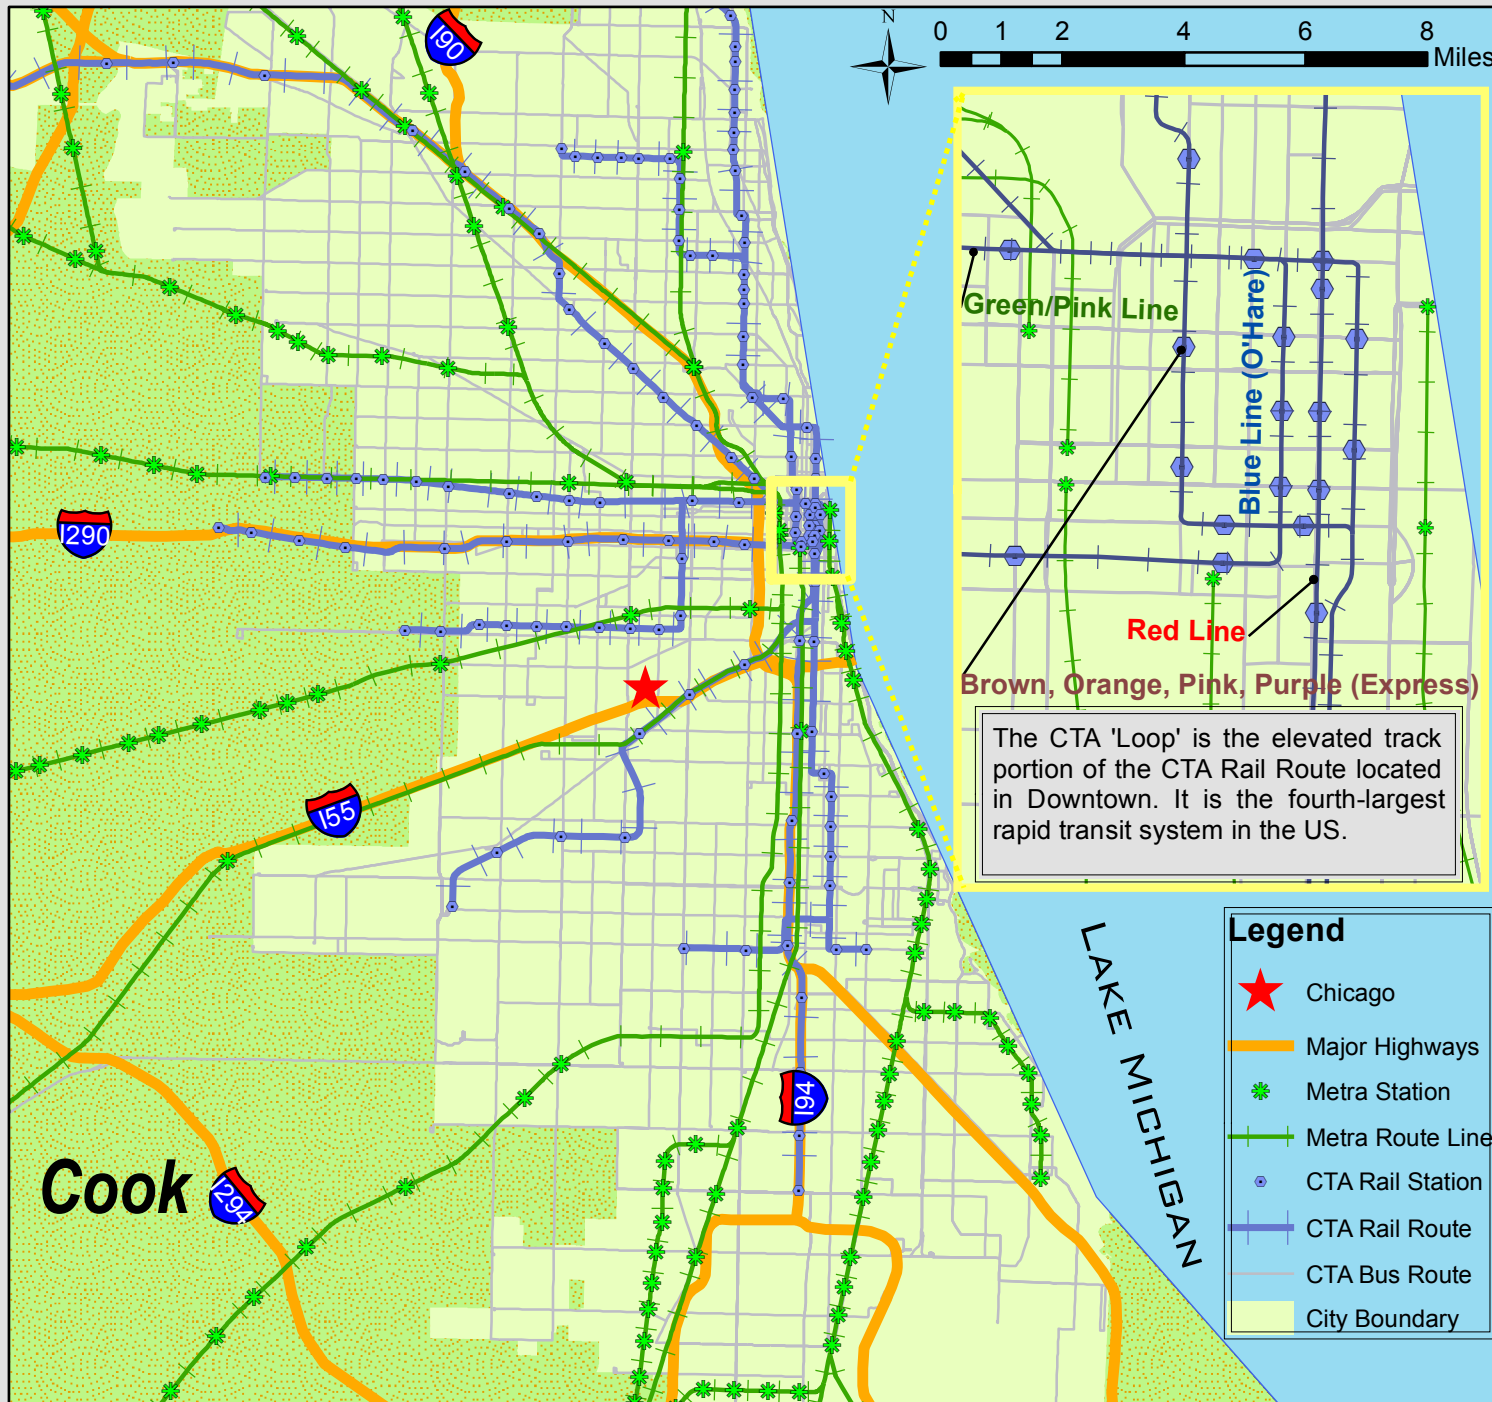 N
0 1 2 4 6 8
Miles
I90
Green/Pink Line
Blue Line (O'Hare)
Red Line
Brown, Orange, Pink, Purple (Express)
The CTA 'Loop' is the elevated track
portion of the CTA Rail Route located
in Downtown. It is the fourth-largest
rapid transit system in the US.
I290
I55
I94
Cook
I294
LAKE MICHIGAN
Legend
Chicago
Major Highways
Metra Station
Metra Route Line
CTA Rail Station
CTA Rail Route
CTA Bus Route
City Boundary